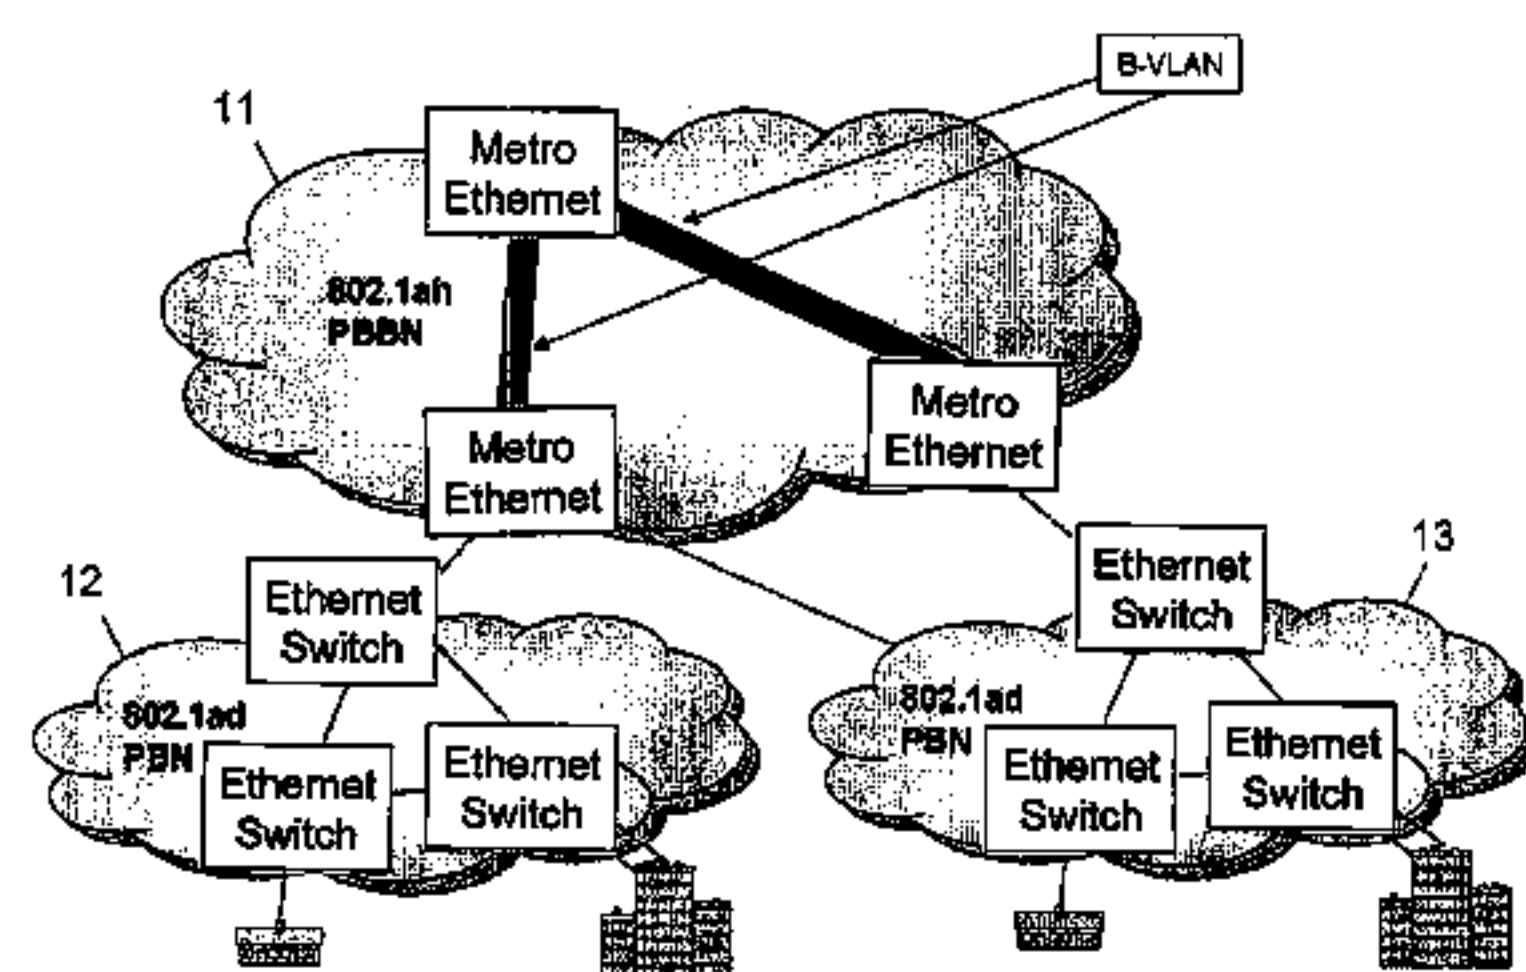 B-VLAN
11
Metro
Ethernet
802.1ah
PBBN
Metro
Ethernet
Metro
Ethernet
13
12
Ethernet
Switch
Ethernet
Switch
802.1ad
PBN
802.1ad
PBN
Ethernet
Switch
Ethernet
Switch
Ethernet
Switch
Ethernet
Switch